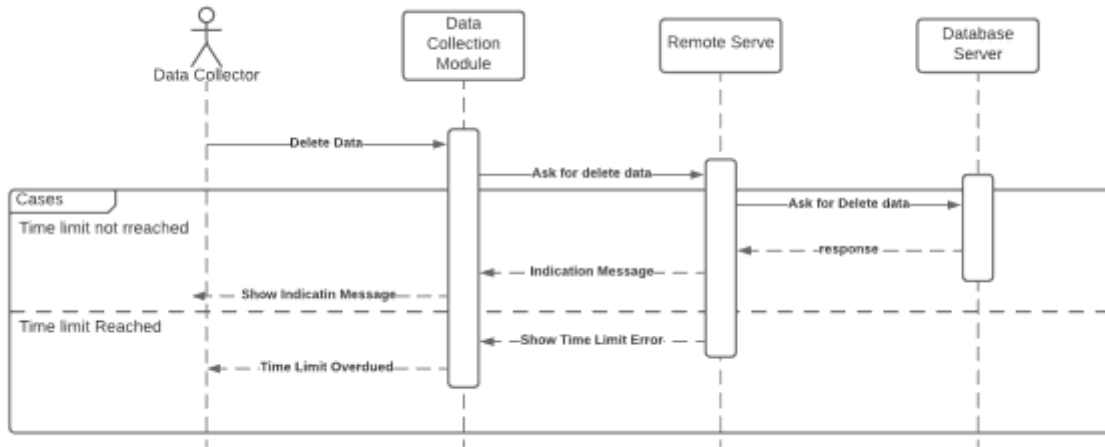 Data Collector
Data
Collection
Module
Remote Serve
Database
Server
Delete Data
Ask for delete data
Cases
Ask for Delete data
Time limit not rreached
response
Indication Message
Show Indicatin Message
Time limit Reached
Show Time Limit Error
Time Limit Overdued